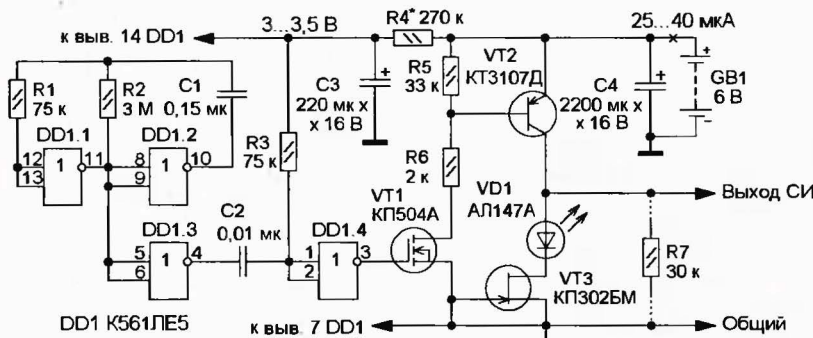 к выв. 14 DD1
3...3,5 В
R4* 270 к
25...40 мкА
R1
75 к
R2
3 М
C1
0,15 мк
R5
33 к
VT2
КТ3107Д
C3
220 мк х
х 16 В
C4
2200 мк х
х 16 В
+
+
+
−
GB1
6 В
DD1.1
12
13
1
11
DD1.2
8
9
1
10
R3
75 к
R6
2 к
VT1
КП504А
VD1
АЛ147А
Выход СИ
DD1.3
5
6
1
4
C2
0,01 мк
DD1.4
1
2
1
3
VT3
КП302БМ
R7
30 к
DD1 К561ЛЕ5
к выв. 7 DD1
Общий